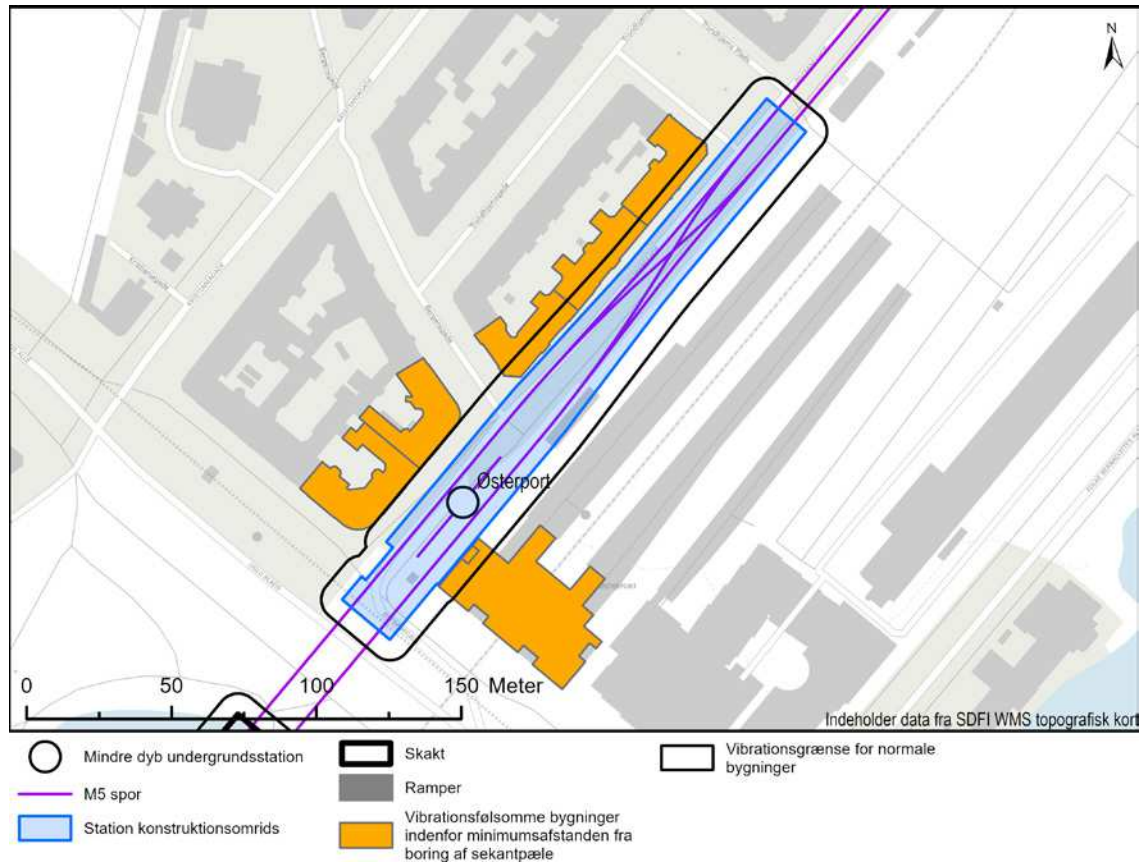 N
Østerport
0 50 100 150 Meter
Indeholder data fra SDFI WMS topografisk kort
Mindre dyb undergrundsstation
M5 spor
Station konstruktionsomrids
Skakt
Ramper
Vibrationsfølsomme bygninger
indenfor minimumsafstanden fra
boring af sekantpæle
Vibrationsgrænse for normale
bygninger